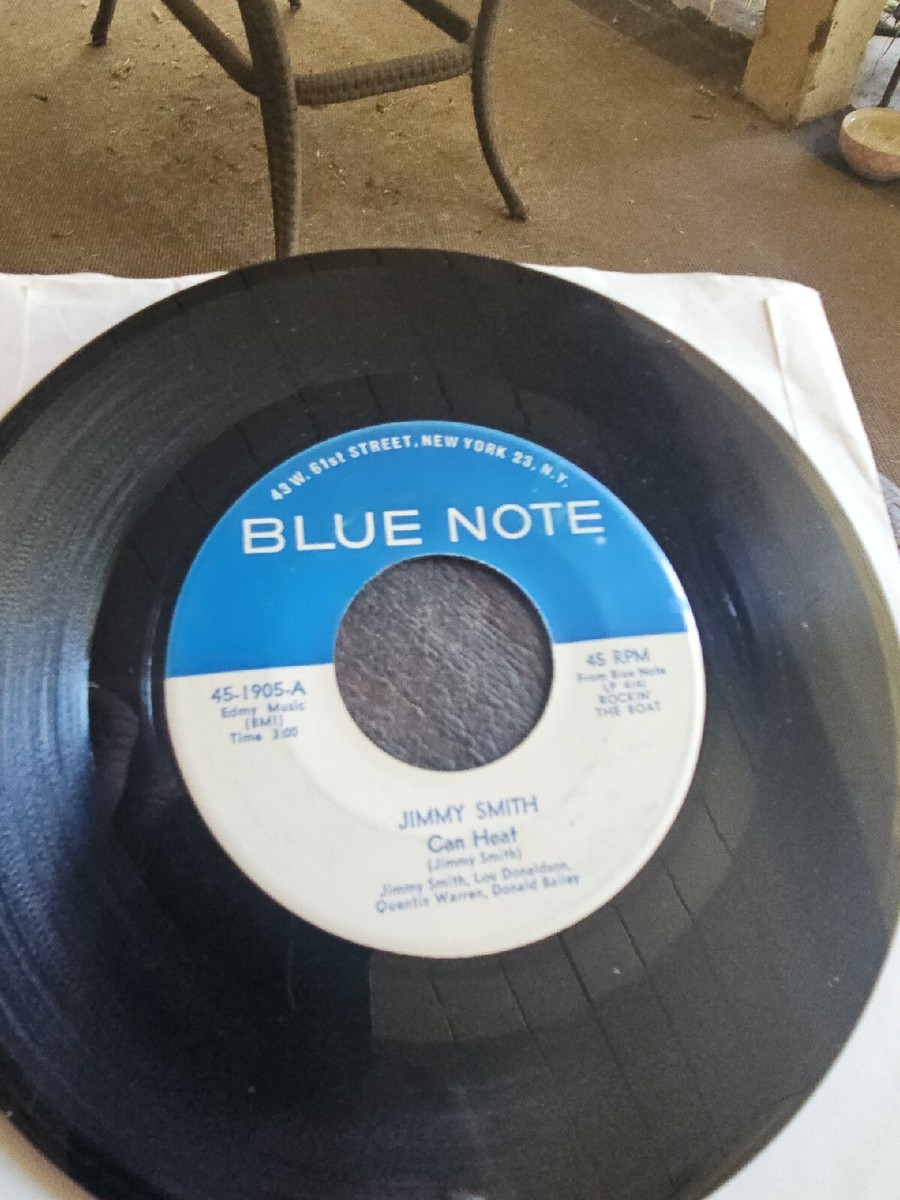 43 W. 61st STREET, NEW YORK 23, N.Y.
BLUE NOTE
45-1905-A
Edmy Music
(BMI)
Time 3:00
45 RPM
From Blue Note
LP 4141
ROCKIN'
THE BOAT
JIMMY SMITH
Can Heat
(Jimmy Smith)
Jimmy Smith, Lou Donaldson,
Quentin Warren, Donald Bailey